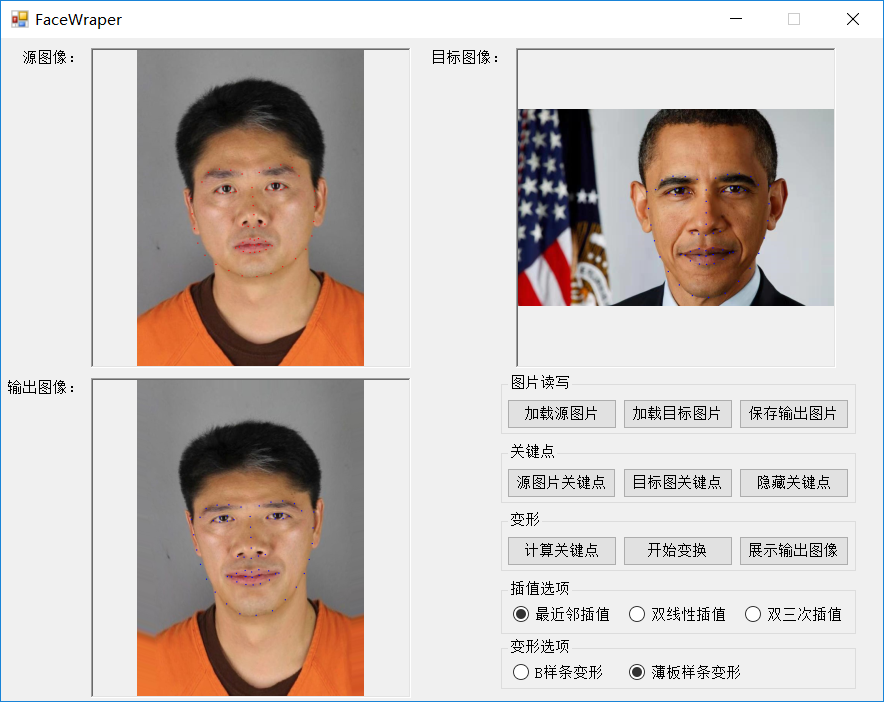 FaceWraper
源图像：
目标图像：
输出图像：
图片读写
加载源图片 加载目标图片 保存输出图片
关键点
源图片关键点 目标图关键点 隐藏关键点
变形
计算关键点 开始变换 展示输出图像
插值选项
最近邻插值 双线性插值 双三次插值
变形选项
B样条变形 薄板样条变形